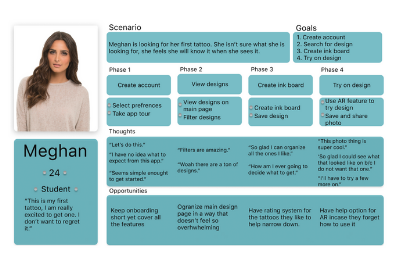 Scenario
Meghan is looking for her first tattoo. She isn't sure what she is
looking for, she feels she will know it when she sees it.
Goals
1. Create account
2. Search for design
3. Create ink board
4. Try on design
Phase 1
Phase 2
Phase 3
Phase 4
Create account
View designs
Create ink board
Try on design
Select prefrences
Take app tour
View designs on
main page
Filter designs
Create ink board
Save design
Use AR feature to
try design
Save and share
photo
Thoughts
"Let's do this."
"I have no idea what to
expect from this app."
"Seems simple enought
to get started."
"Filters are amazing."
"Woah there are a ton of
designs."
"So glad I can organize
all the ones I like."
"How am I ever going to
decide what to get."
"This photo thing is
super cool."
"So glad I could see what
that looked like on bc I
do not want that one."
"I'll have to try a few
more on"
Opportunities
Keep onboarding
short yet cover all
the features
Ogranize main design
page in a way that
doesn't feel so
overwhelming
Have rating system for
the tattoos they like to
help narrow down.
Have help option for
AR incase they forget
how to use it
Meghan
24
Student
"This is my first
tattoo, I am really
excited to get one. I
don't want to regret
it."